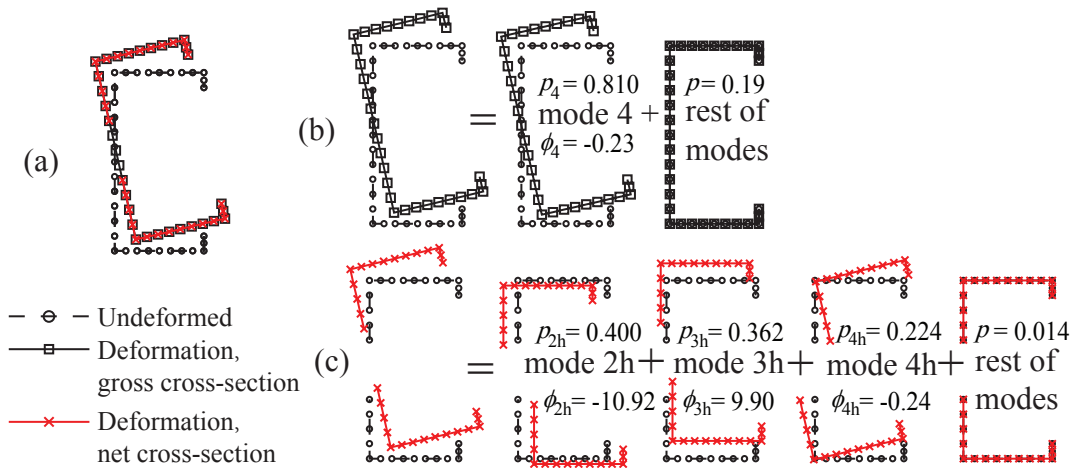 (a)
(b)
=
p₄ = 0.810
mode 4
ϕ₄ = -0.23
+
p = 0.19
rest of
modes
Undeformed
Deformation,
gross cross-section
Deformation,
net cross-section
(c)
=
p₂ₕ = 0.400
mode 2h
ϕ₂ₕ = -10.92
+
p₃ₕ = 0.362
mode 3h
ϕ₃ₕ = 9.90
+
p₄ₕ = 0.224
mode 4h
ϕ₄ₕ = -0.24
+
p = 0.014
rest of
modes